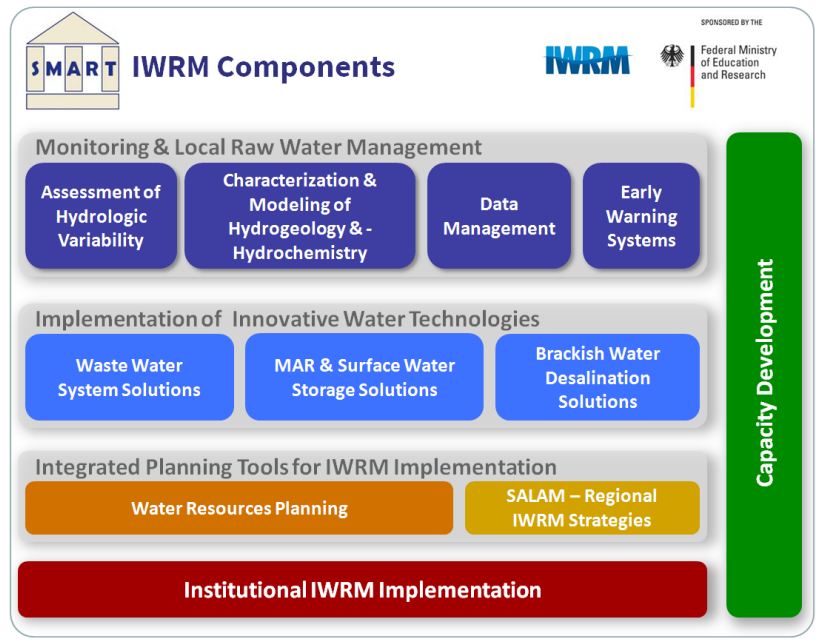 SMART
IWRM Components
IWRM
SPONSORED BY THE
Federal Ministry
of Education
and Research
Monitoring & Local Raw Water Management
Assessment of
Hydrologic
Variability
Characterization &
Modeling of
Hydrogeology & -
Hydrochemistry
Data
Management
Early
Warning
Systems
Implementation of Innovative Water Technologies
Waste Water
System Solutions
MAR & Surface Water
Storage Solutions
Brackish Water
Desalination
Solutions
Integrated Planning Tools for IWRM Implementation
Water Resources Planning
SALAM – Regional
IWRM Strategies
Institutional IWRM Implementation
Capacity Development